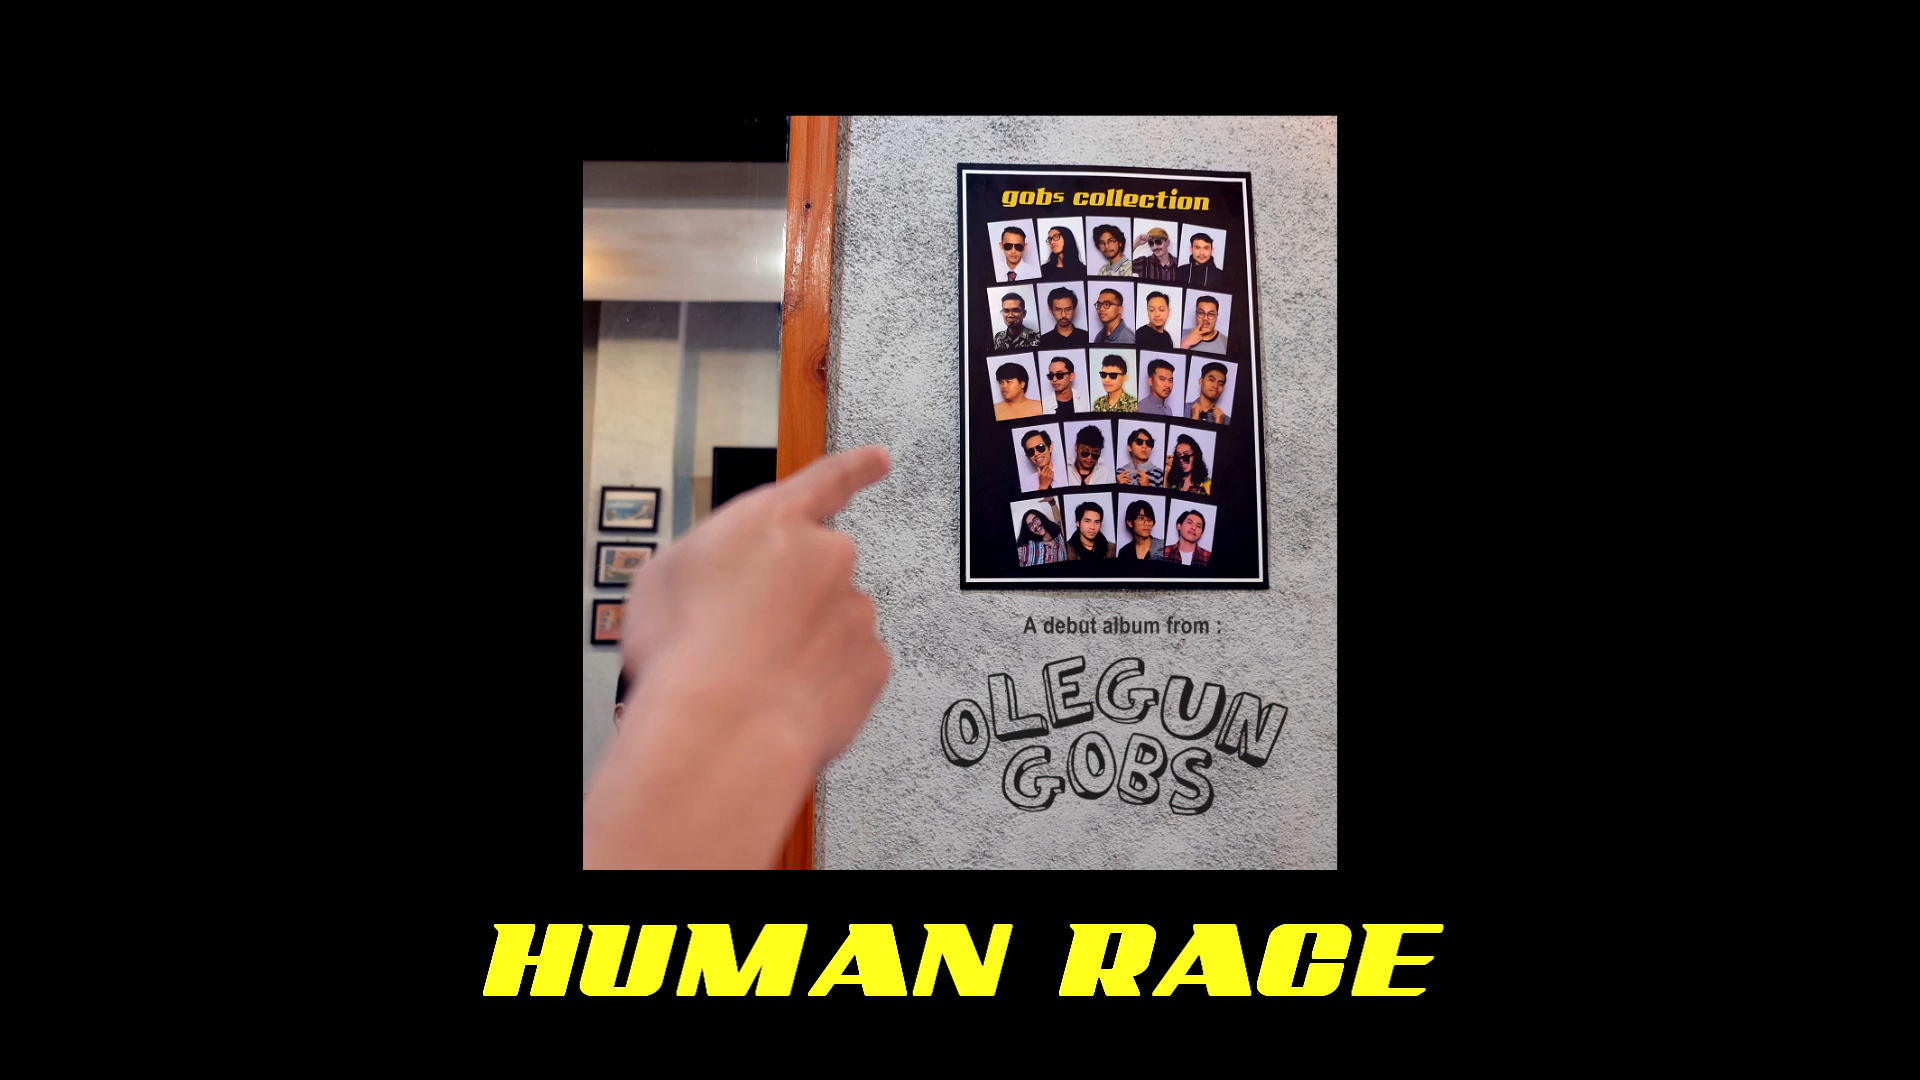 gobs collection
A debut album from :
OLEGUN
GOBS
HUMAN RACE